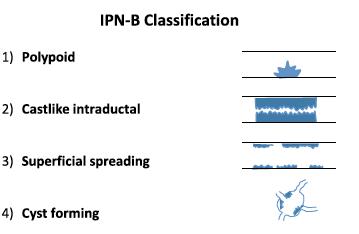 IPN-B Classification
1) Polypoid
2) Castlike intraductal
3) Superficial spreading
4) Cyst forming